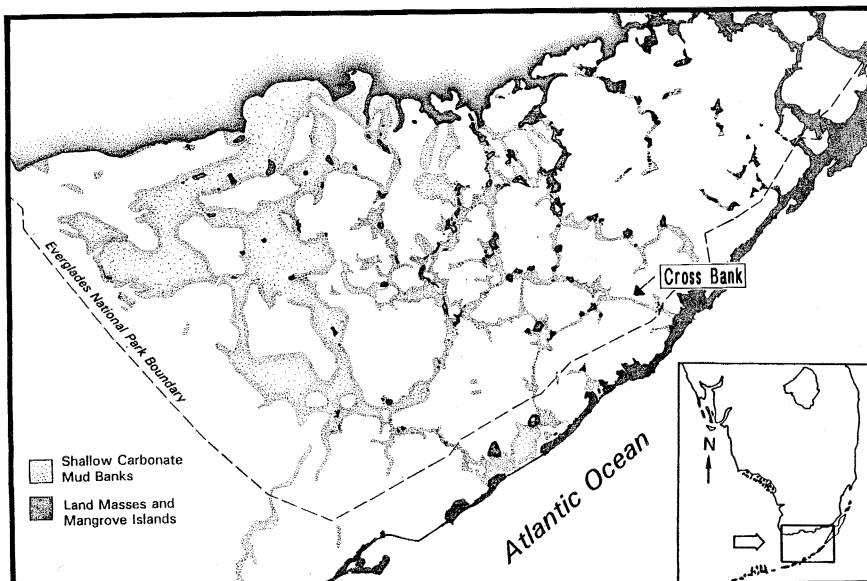 Cross Bank
Everglades National Park Boundary
Shallow Carbonate
Mud Banks
Land Masses and
Mangrove Islands
Atlantic Ocean
N